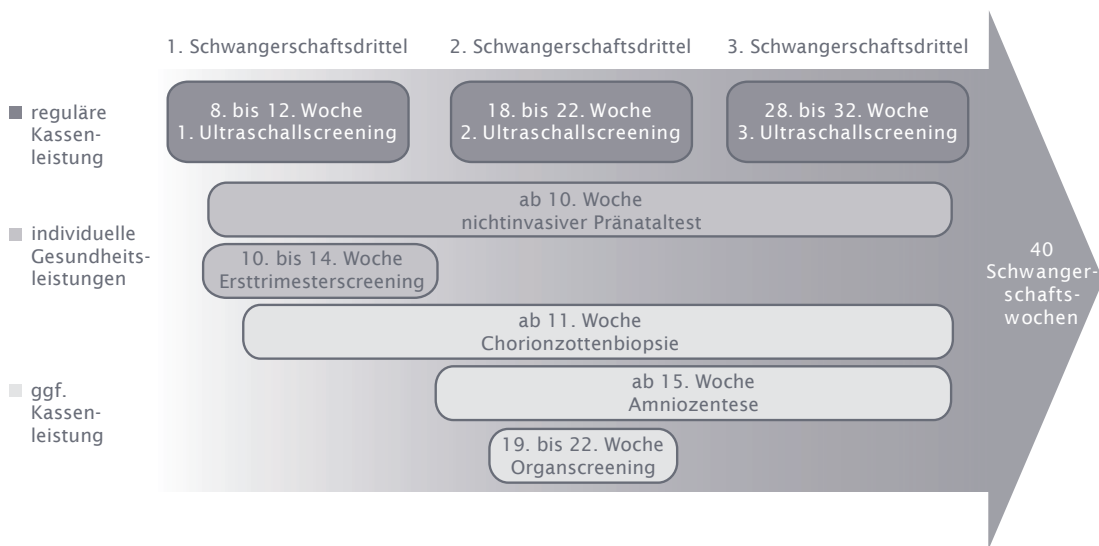 1. Schwangerschaftsdrittel
2. Schwangerschaftsdrittel
3. Schwangerschaftsdrittel
reguläre
Kassen-
leistung
8. bis 12. Woche
1. Ultraschallscreening
18. bis 22. Woche
2. Ultraschallscreening
28. bis 32. Woche
3. Ultraschallscreening
individuelle
Gesundheits-
leistungen
ab 10. Woche
nichtinvasiver Pränataltest
10. bis 14. Woche
Ersttrimesterscreening
ggf.
Kassen-
leistung
ab 11. Woche
Chorionzottenbiopsie
ab 15. Woche
Amniozentese
19. bis 22. Woche
Organscreening
40
Schwanger-
schafts-
wochen